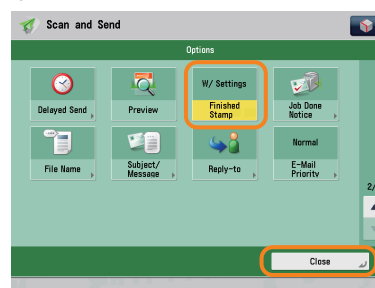 Scan and Send
Options
W/ Settings
Delayed Send
Preview
Finished
Stamp
Job Done
Notice
Normal
File Name
Subject/
Message
Reply-to
E-Mail
Priority
2/
Close